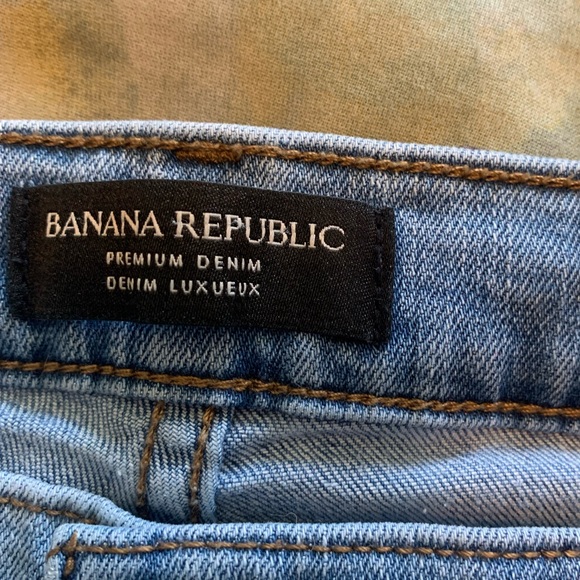 BANANA REPUBLIC
PREMIUM DENIM
DENIM LUXUEUX